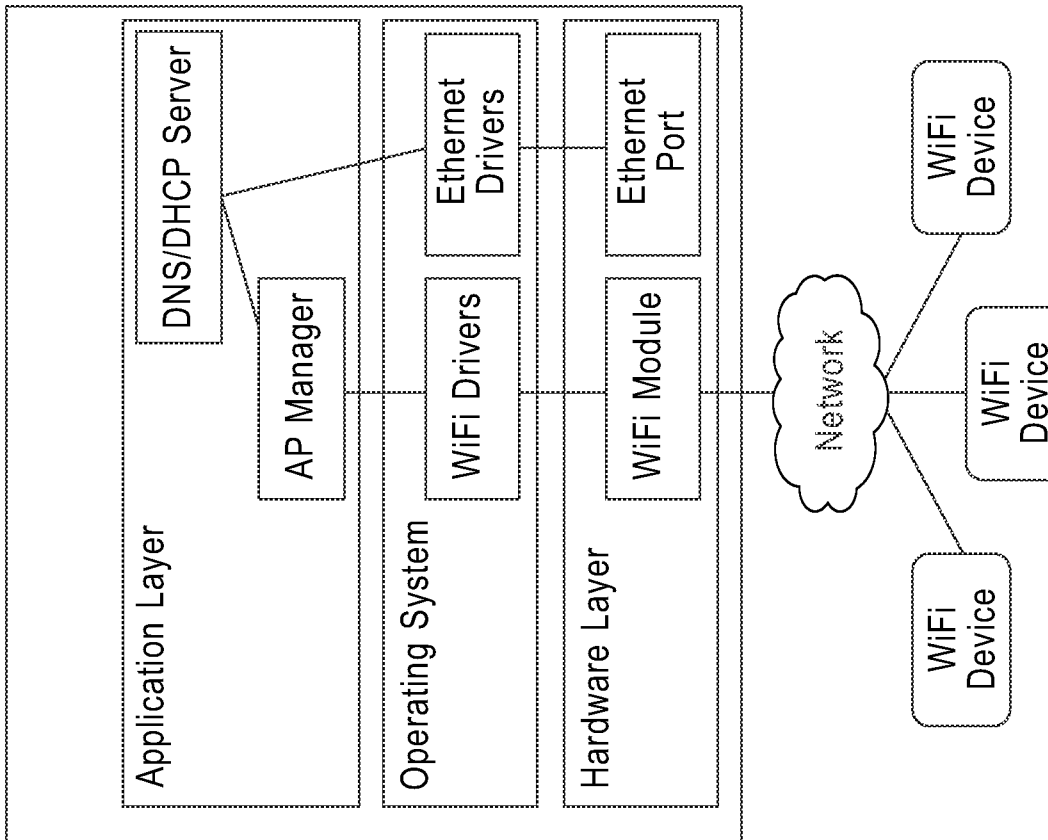 Application Layer
DNS/DHCP Server
AP Manager
Operating System
WiFi Drivers
Ethernet
Drivers
Hardware Layer
WiFi Module
Ethernet
Port
Network
WiFi
Device
WiFi
Device
WiFi
Device